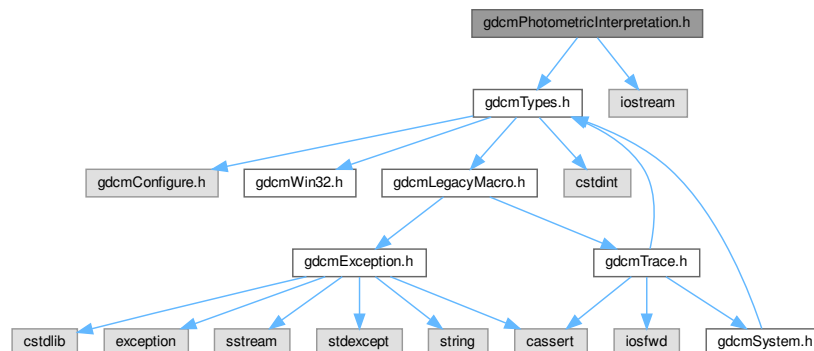 gdcmPhotometricInterpretation.h
gdcmTypes.h
iostream
gdcmConfigure.h
gdcmWin32.h
gdcmLegacyMacro.h
cstdint
gdcmException.h
gdcmTrace.h
cstdlib
exception
sstream
stdexcept
string
cassert
iosfwd
gdcmSystem.h